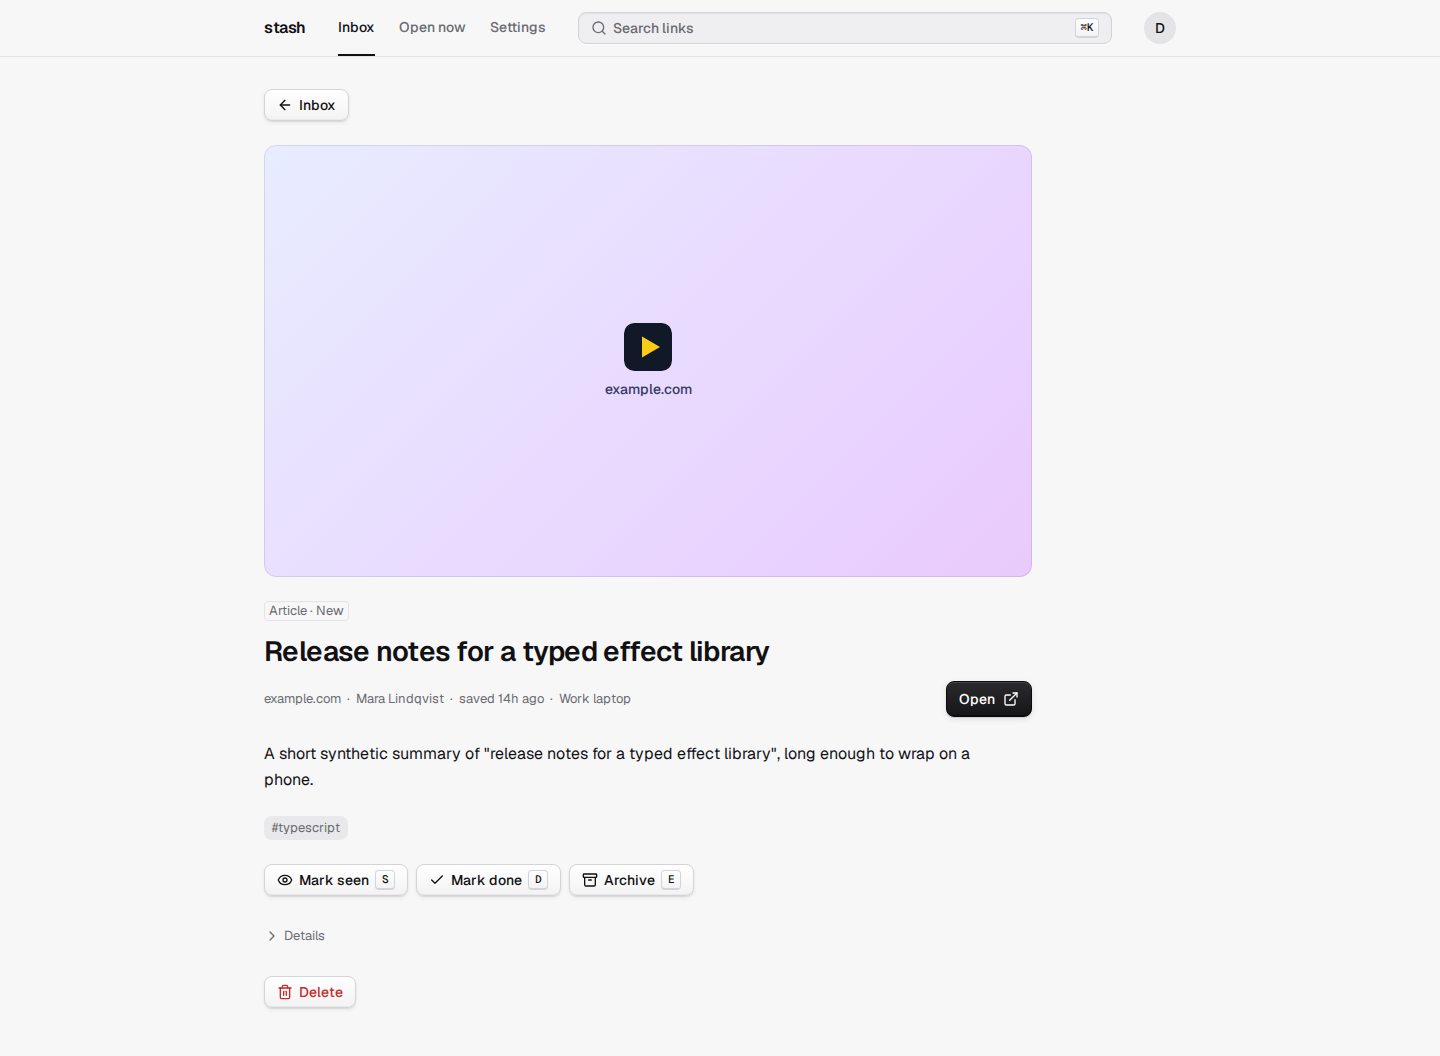 stash
Inbox
Open now
Settings
Search links
⌘K
D
Inbox
example.com
Article · New
Release notes for a typed effect library
example.com · Mara Lindqvist · saved 14h ago · Work laptop
Open
A short synthetic summary of "release notes for a typed effect library", long enough to wrap on a
phone.
#typescript
Mark seen S
Mark done D
Archive E
Details
Delete